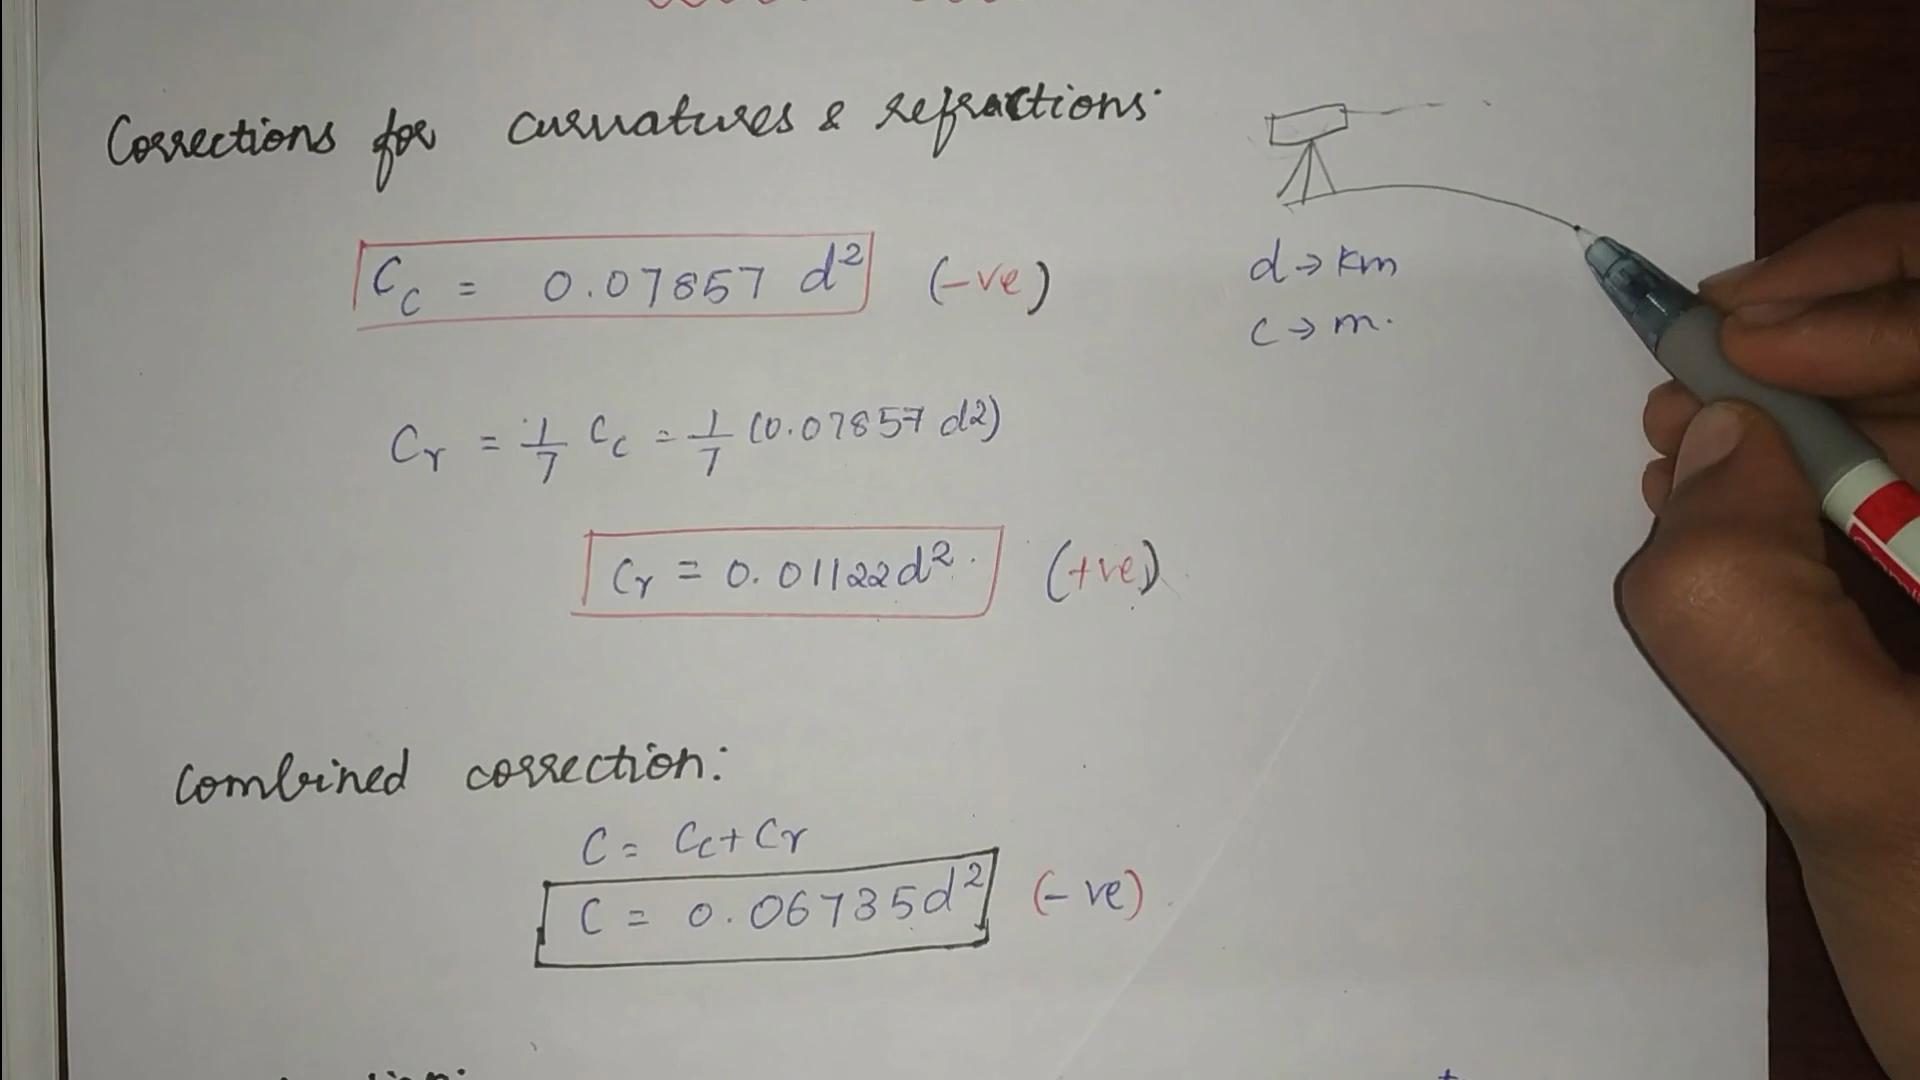 Corrections for curvatures & refractions.
Cc = 0.07857 d² (-ve)
d → km
c → m.
Cr = 1/7 Cc = 1/7 (0.07857 d2)
Cr = 0.01122d². (+ve)
combined correction:
C = Cc + Cr
C = 0.06735d² (-ve)